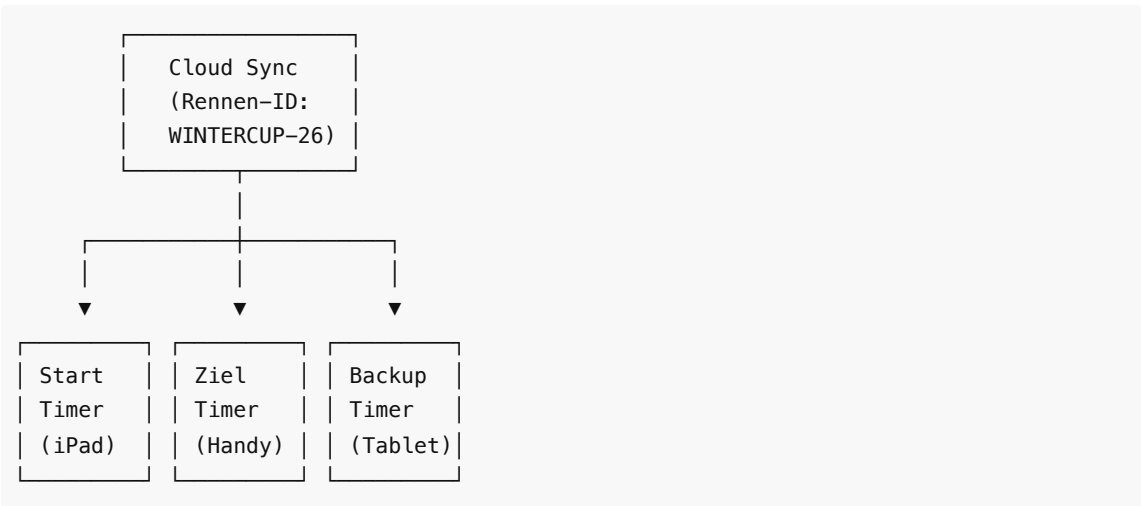 Cloud Sync
(Rennen-ID:
WINTERCUP-26)
Start
Timer
(iPad)
Ziel
Timer
(Handy)
Backup
Timer
(Tablet)